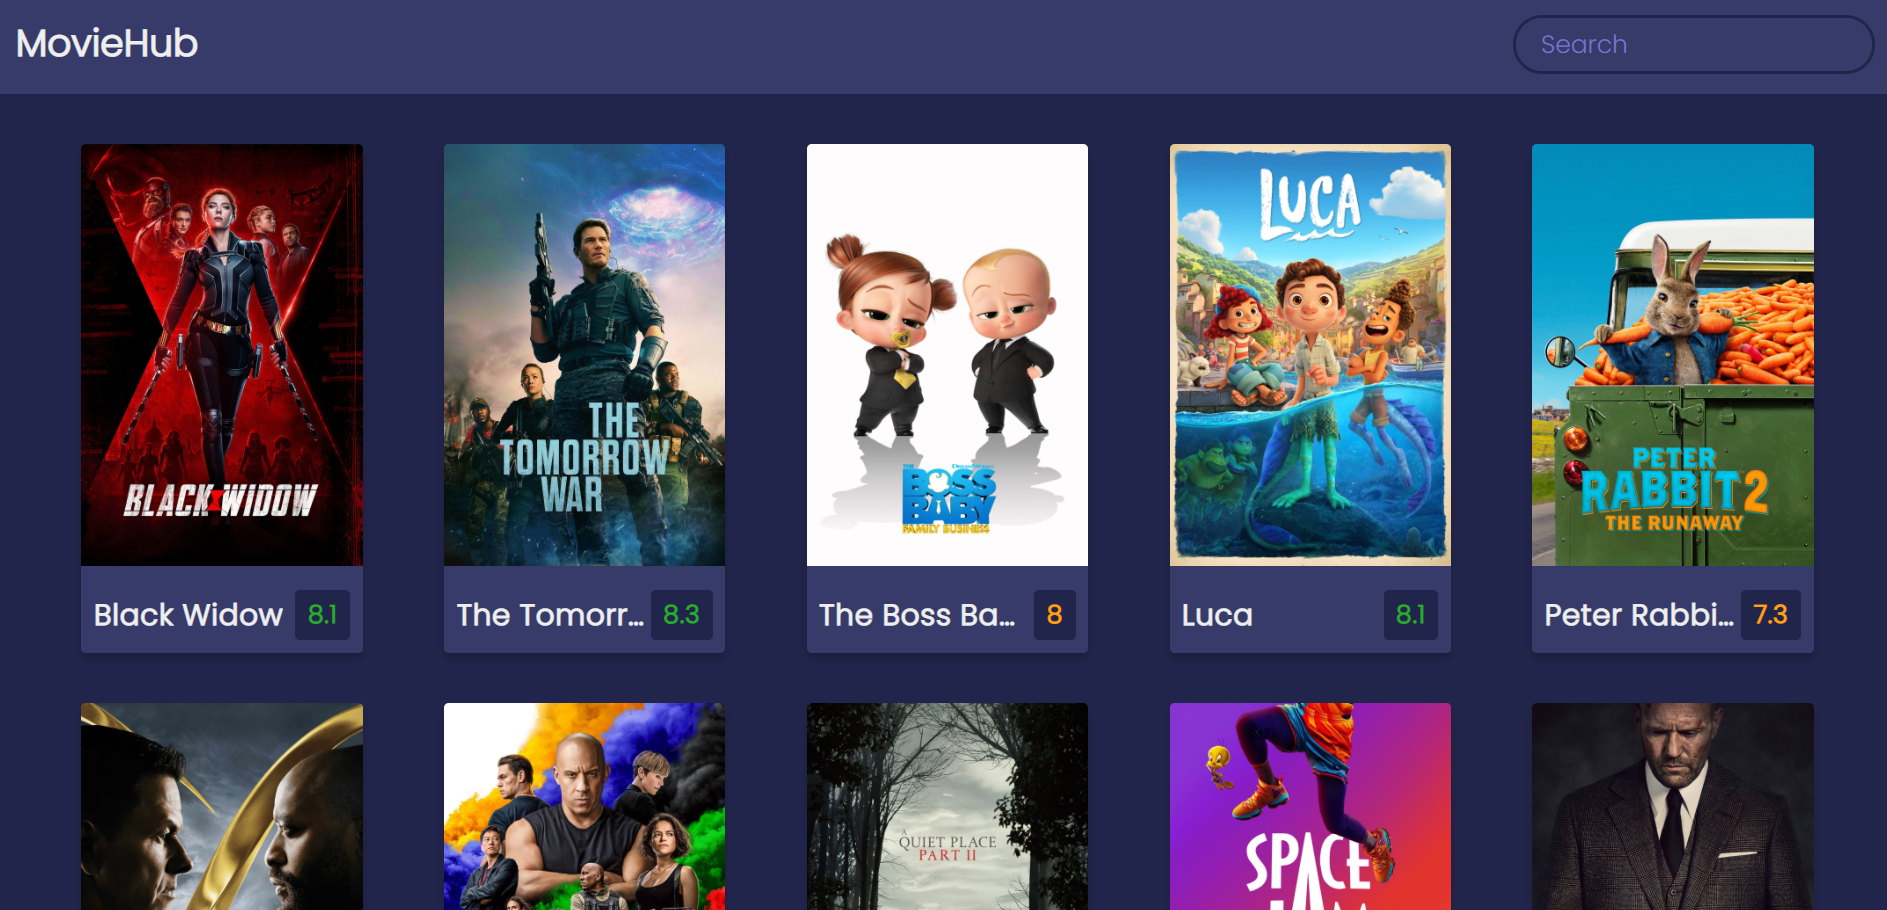 MovieHub
Search
BLACK WIDOW
THE
TOMORROW
WAR
THE
BOSS
BABY
FAMILY BUSINESS
LUCA
PETER
RABBIT 2
THE RUNAWAY
Black Widow 8.1
The Tomorr... 8.3
The Boss Ba... 8
Luca 8.1
Peter Rabbi... 7.3
A
QUIET PLACE
PART II
SPACE